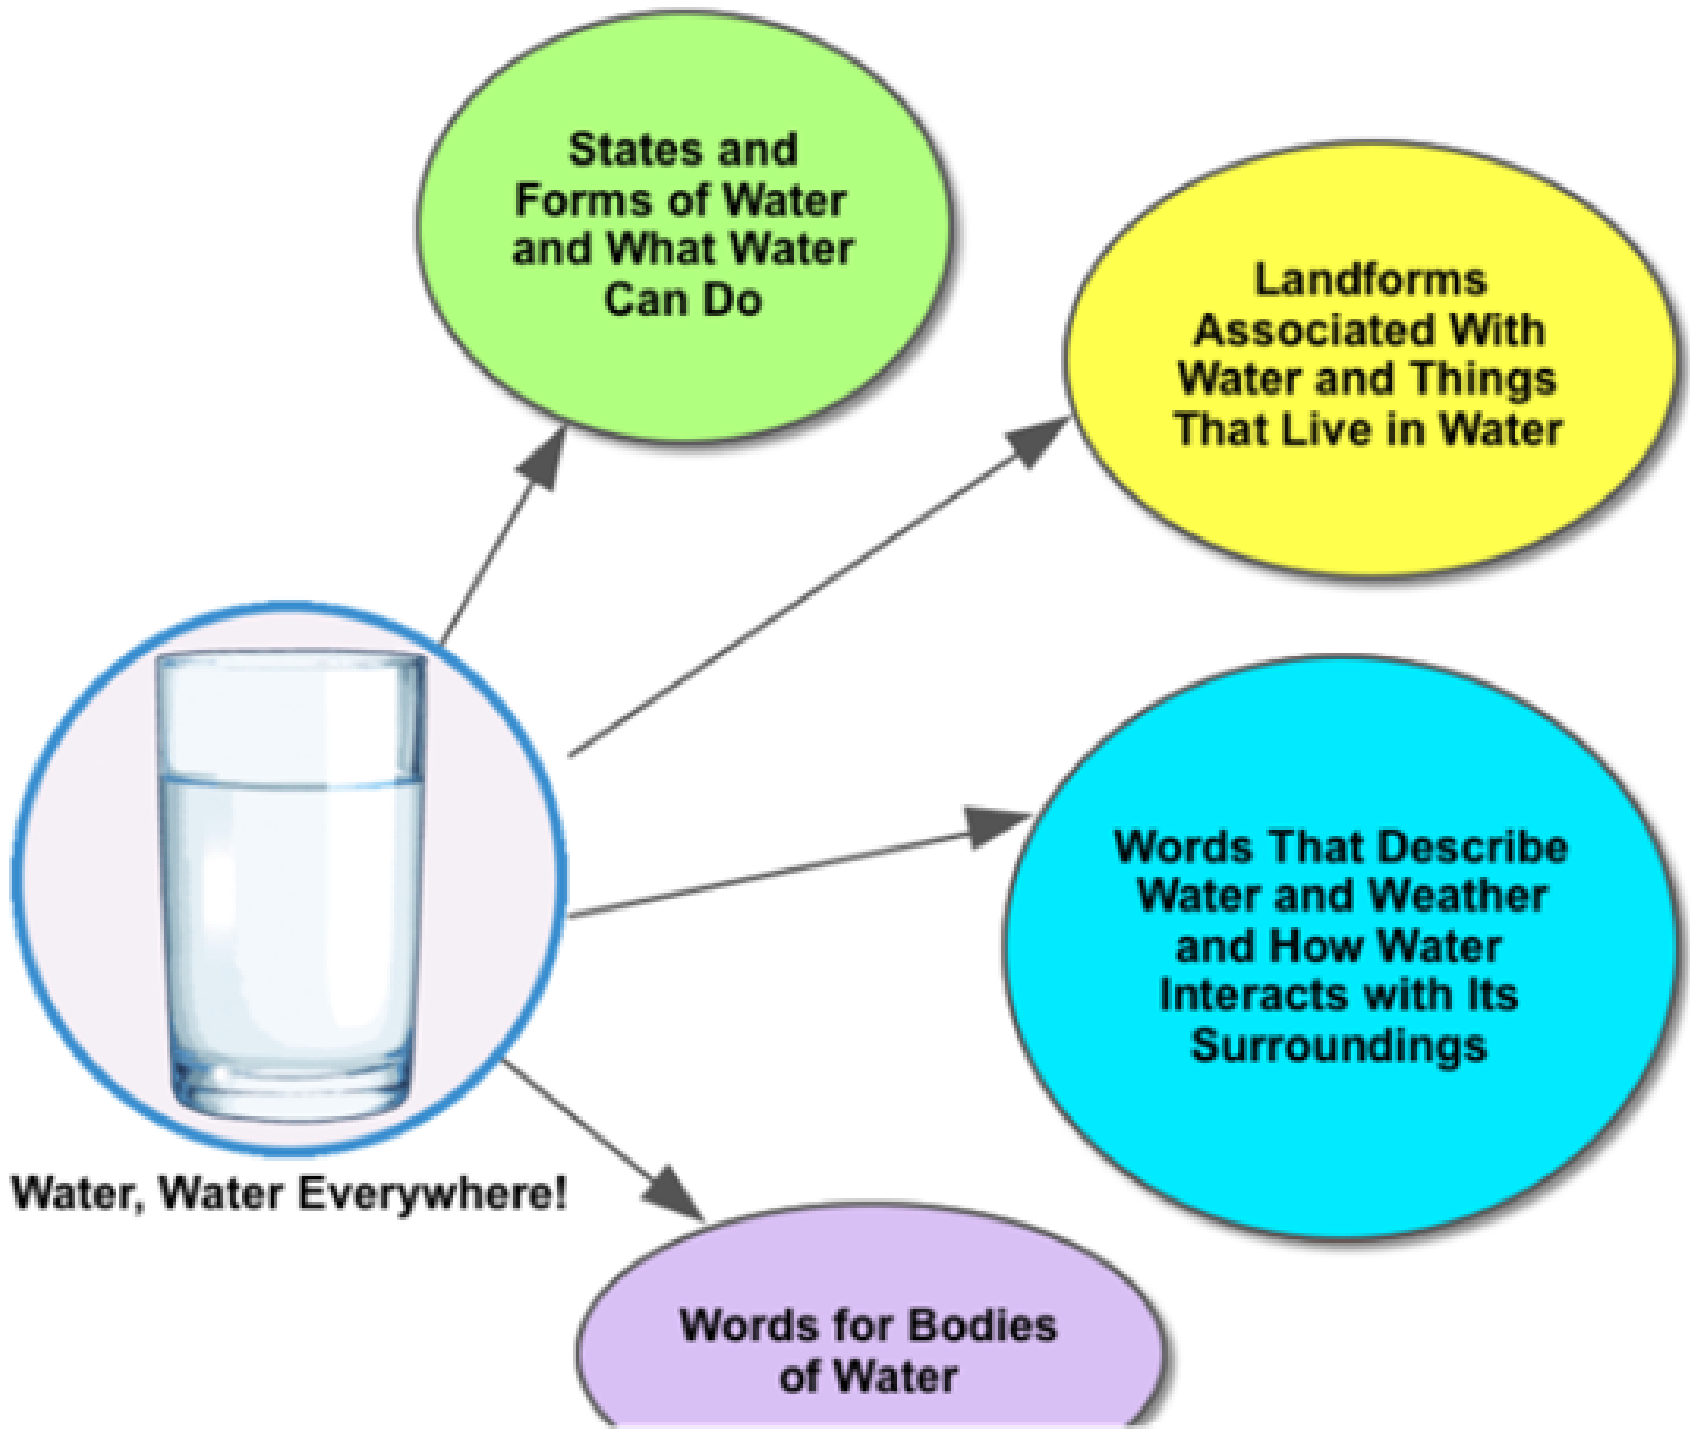 States and
Forms of Water
and What Water
Can Do
Landforms
Associated With
Water and Things
That Live in Water
Words That Describe
Water and Weather
and How Water
Interacts with Its
Surroundings
Water, Water Everywhere!
Words for Bodies
of Water